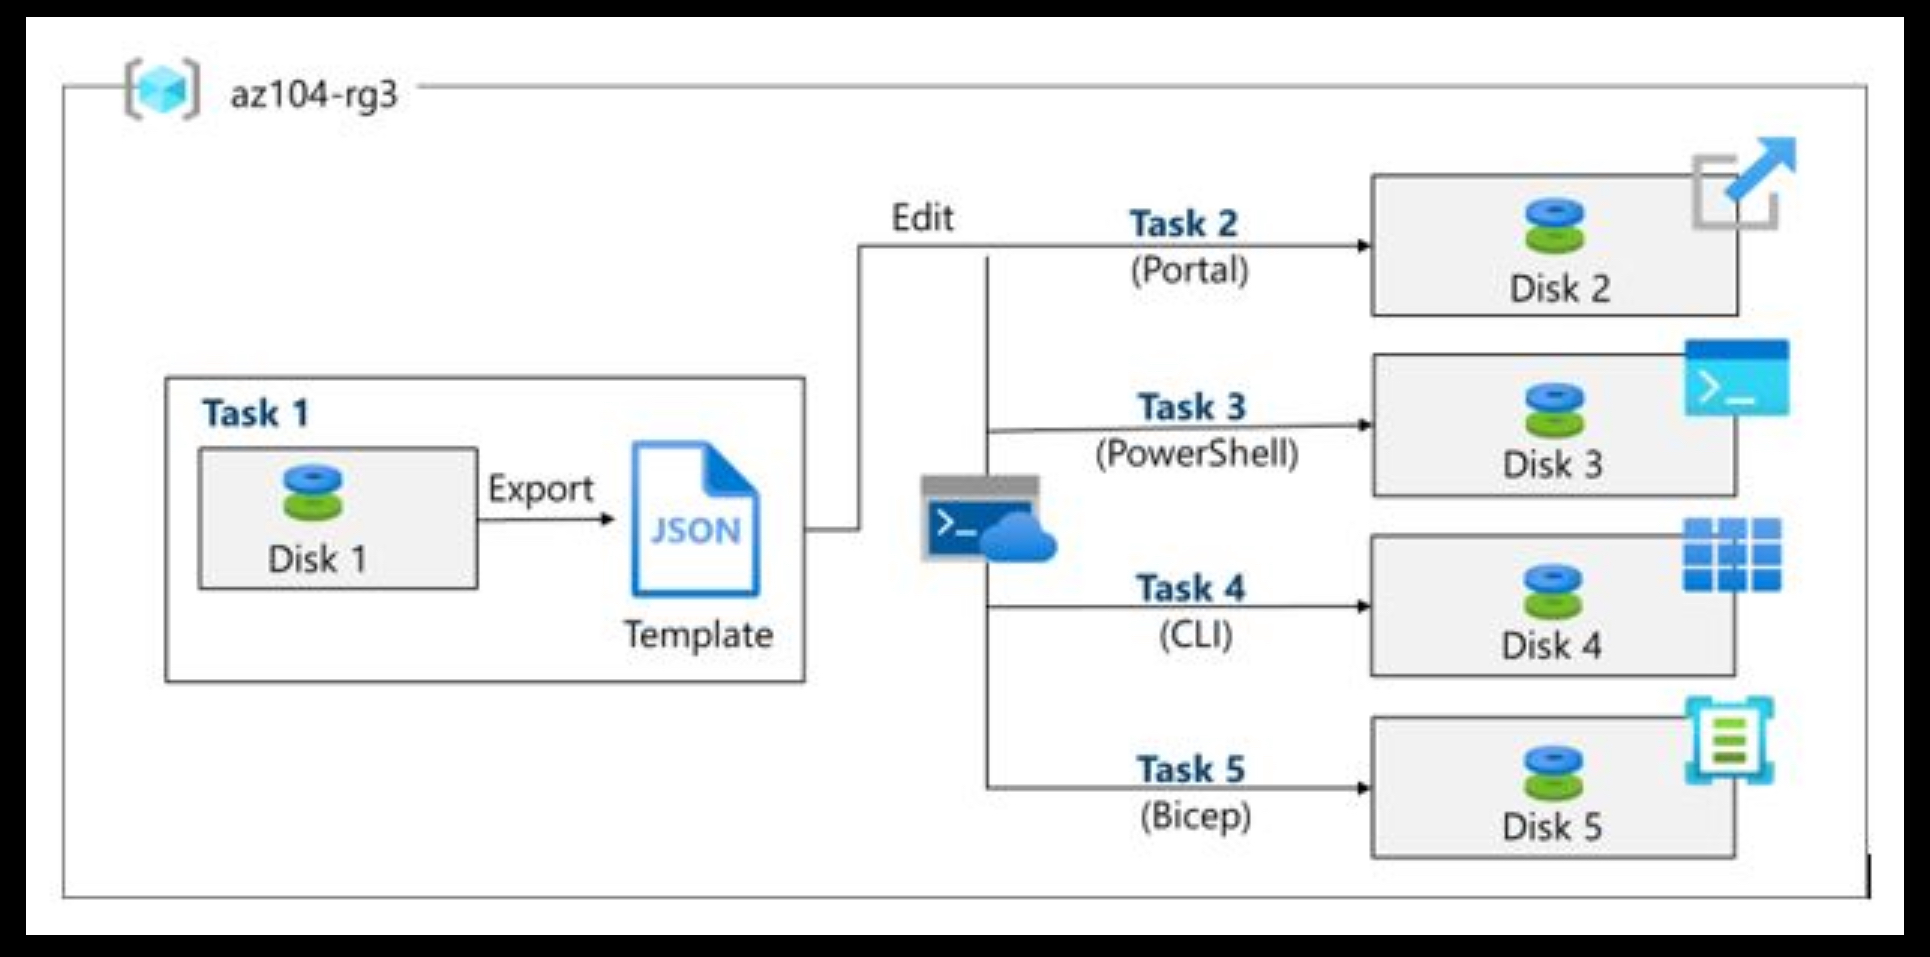 az104-rg3
Task 1
Disk 1
Export
JSON
Template
Edit
Task 2
(Portal)
Disk 2
Task 3
(PowerShell)
Disk 3
>_
>_
Task 4
(CLI)
Disk 4
Task 5
(Bicep)
Disk 5